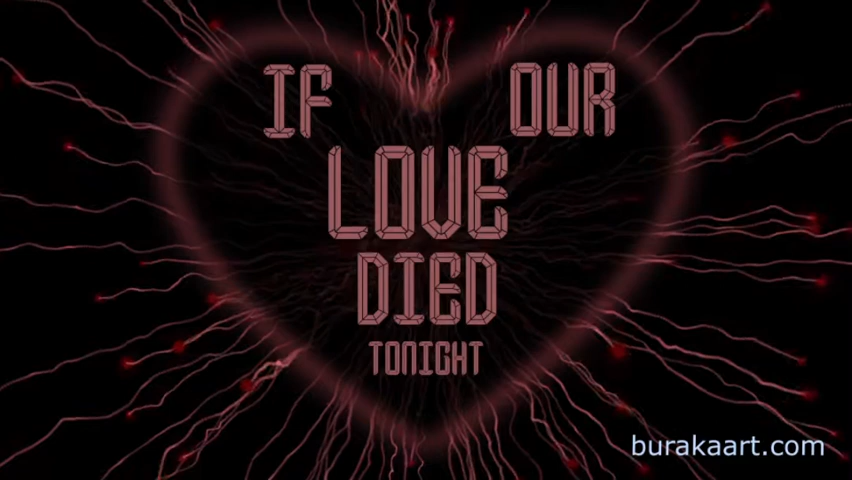 IF OUR
LOVE
DIED
TONIGHT
burakaart.com